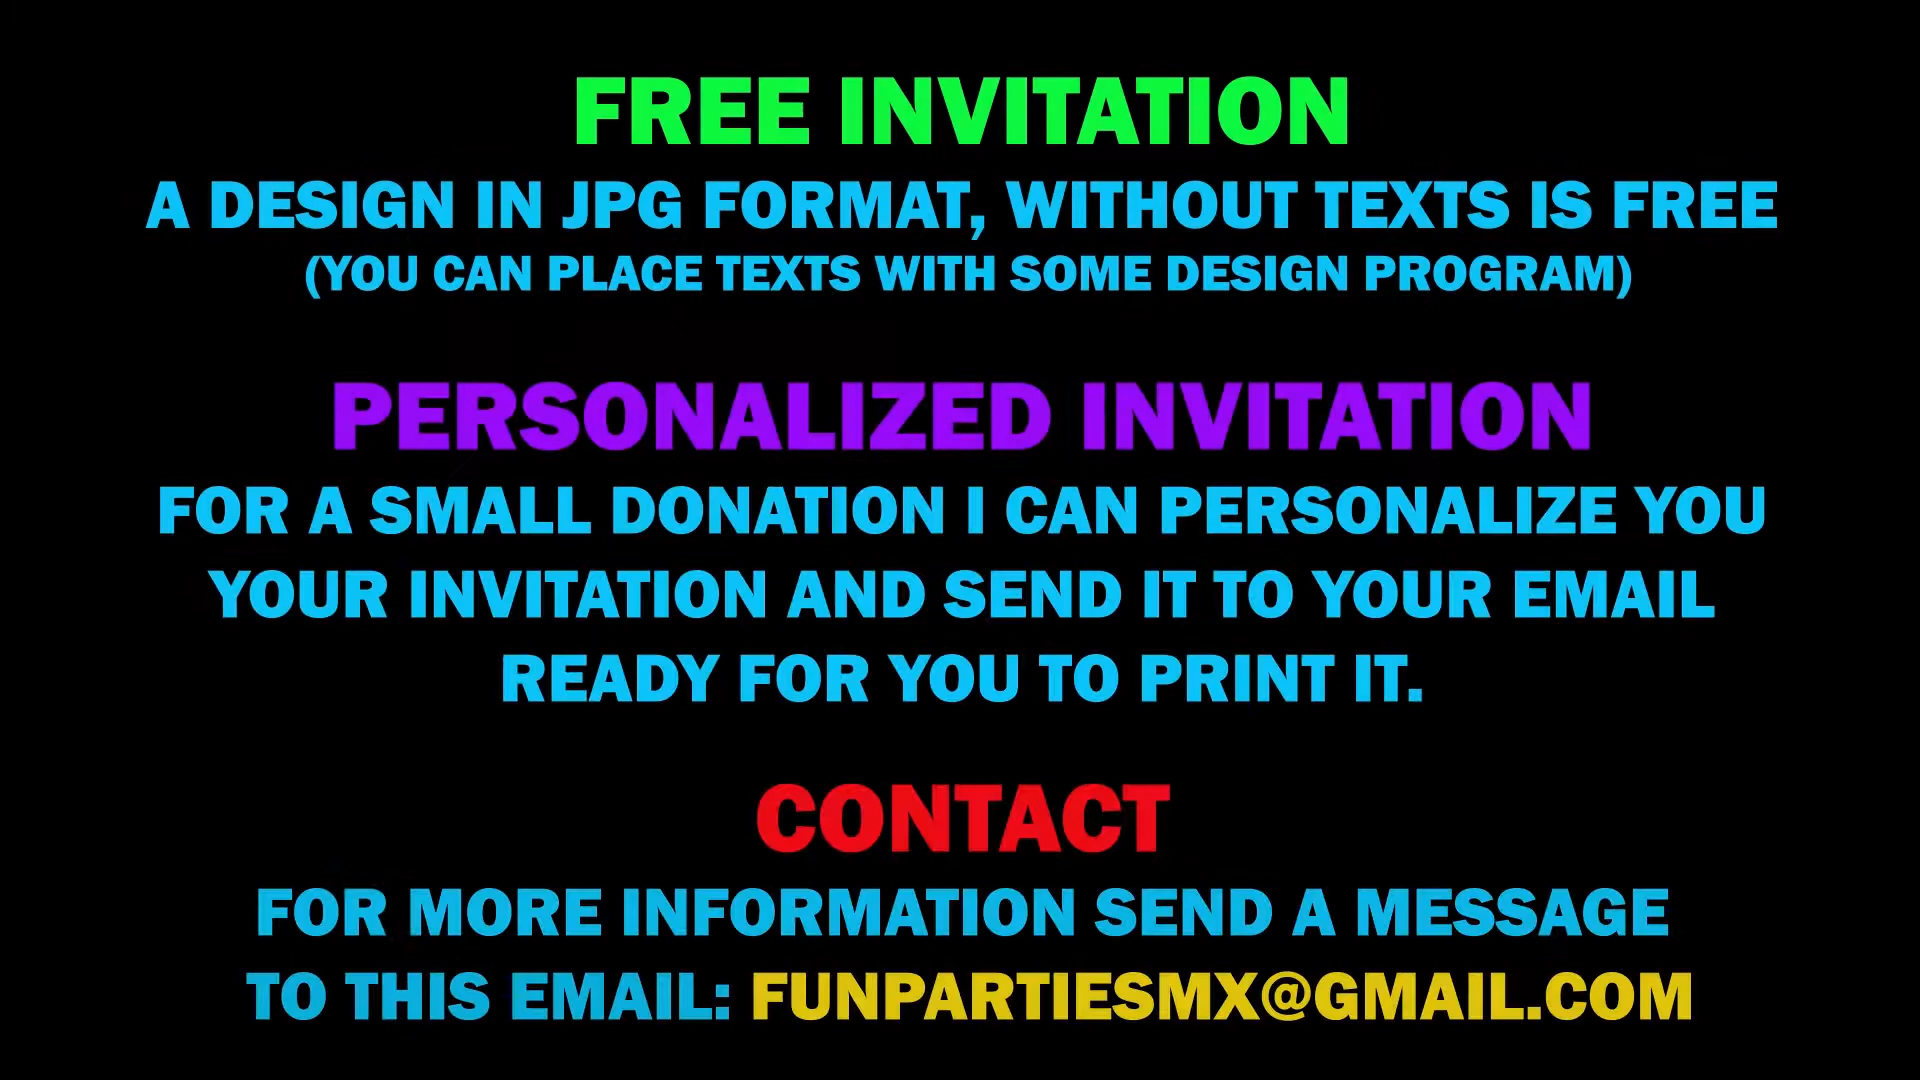 FREE INVITATION
A DESIGN IN JPG FORMAT, WITHOUT TEXTS IS FREE
(YOU CAN PLACE TEXTS WITH SOME DESIGN PROGRAM)
PERSONALIZED INVITATION
FOR A SMALL DONATION I CAN PERSONALIZE YOU
YOUR INVITATION AND SEND IT TO YOUR EMAIL
READY FOR YOU TO PRINT IT.
CONTACT
FOR MORE INFORMATION SEND A MESSAGE
TO THIS EMAIL: FUNPARTIESMX@GMAIL.COM